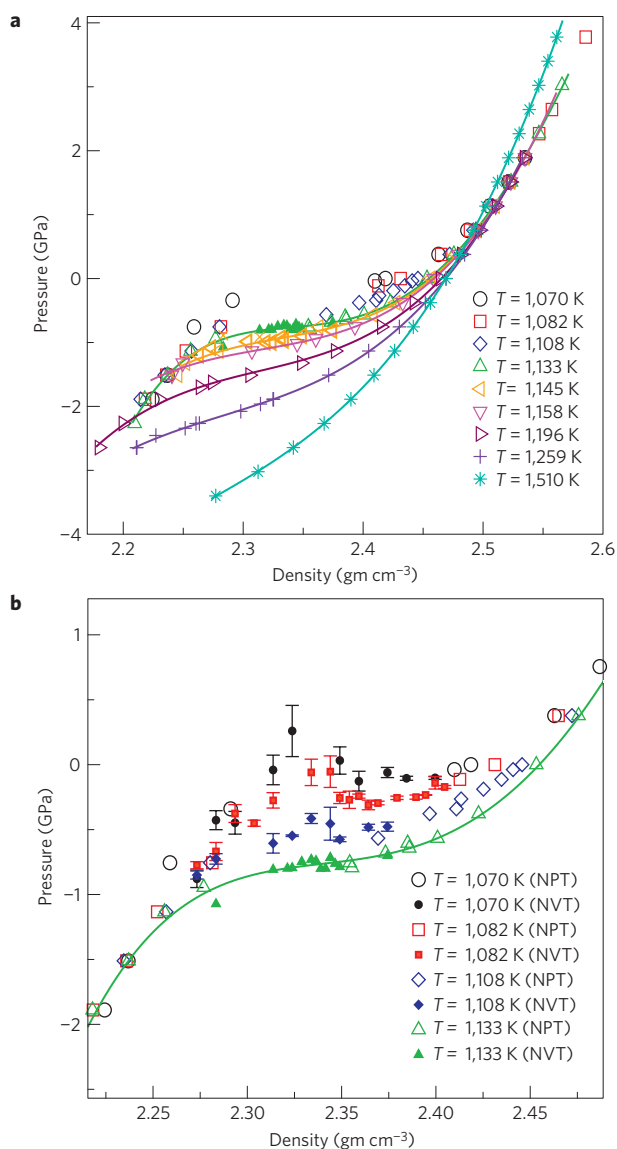 a
4
2
0
−2
−4
Pressure (GPa)
T = 1,070 K
T = 1,082 K
T = 1,108 K
T = 1,133 K
T = 1,145 K
T = 1,158 K
T = 1,196 K
T = 1,259 K
T = 1,510 K
2.2 2.3 2.4 2.5 2.6
Density (gm cm⁻³)
b
1
0
−1
−2
Pressure (GPa)
T = 1,070 K (NPT)
T = 1,070 K (NVT)
T = 1,082 K (NPT)
T = 1,082 K (NVT)
T = 1,108 K (NPT)
T = 1,108 K (NVT)
T = 1,133 K (NPT)
T = 1,133 K (NVT)
2.25 2.30 2.35 2.40 2.45
Density (gm cm⁻³)